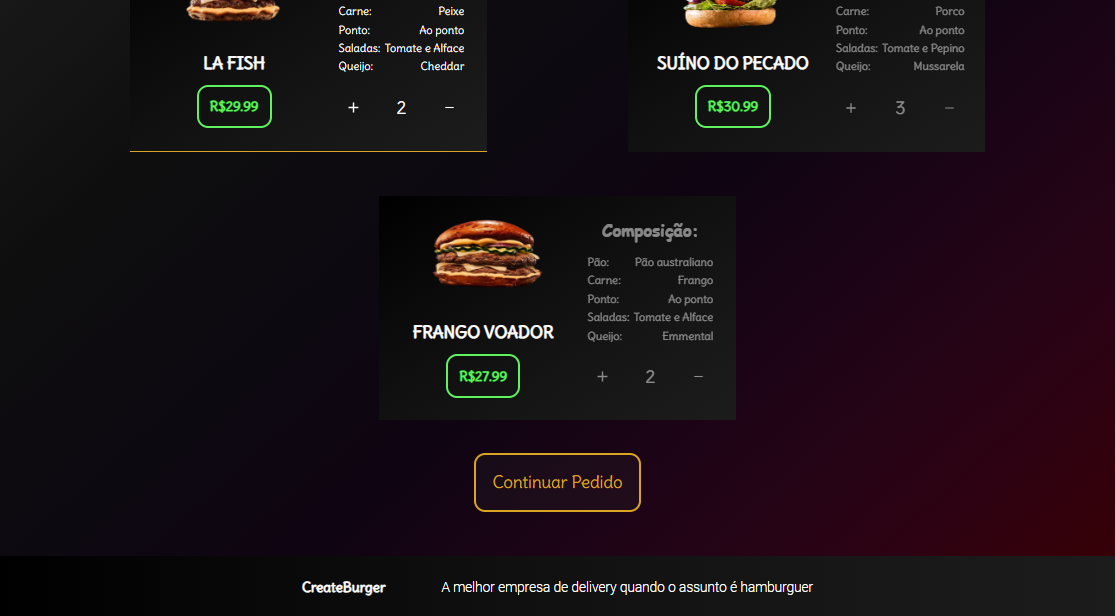 Carne: Peixe
Ponto: Ao ponto
Saladas: Tomate e Alface
Queijo: Cheddar
LA FISH
R$29.99
+ 2 −
Carne: Porco
Ponto: Ao ponto
Saladas: Tomate e Pepino
Queijo: Mussarela
SUÍNO DO PECADO
R$30.99
+ 3 −
Composição:
Pão: Pão australiano
Carne: Frango
Ponto: Ao ponto
Saladas: Tomate e Alface
Queijo: Emmental
FRANGO VOADOR
R$27.99
+ 2 −
Continuar Pedido
CreateBurger A melhor empresa de delivery quando o assunto é hamburguer